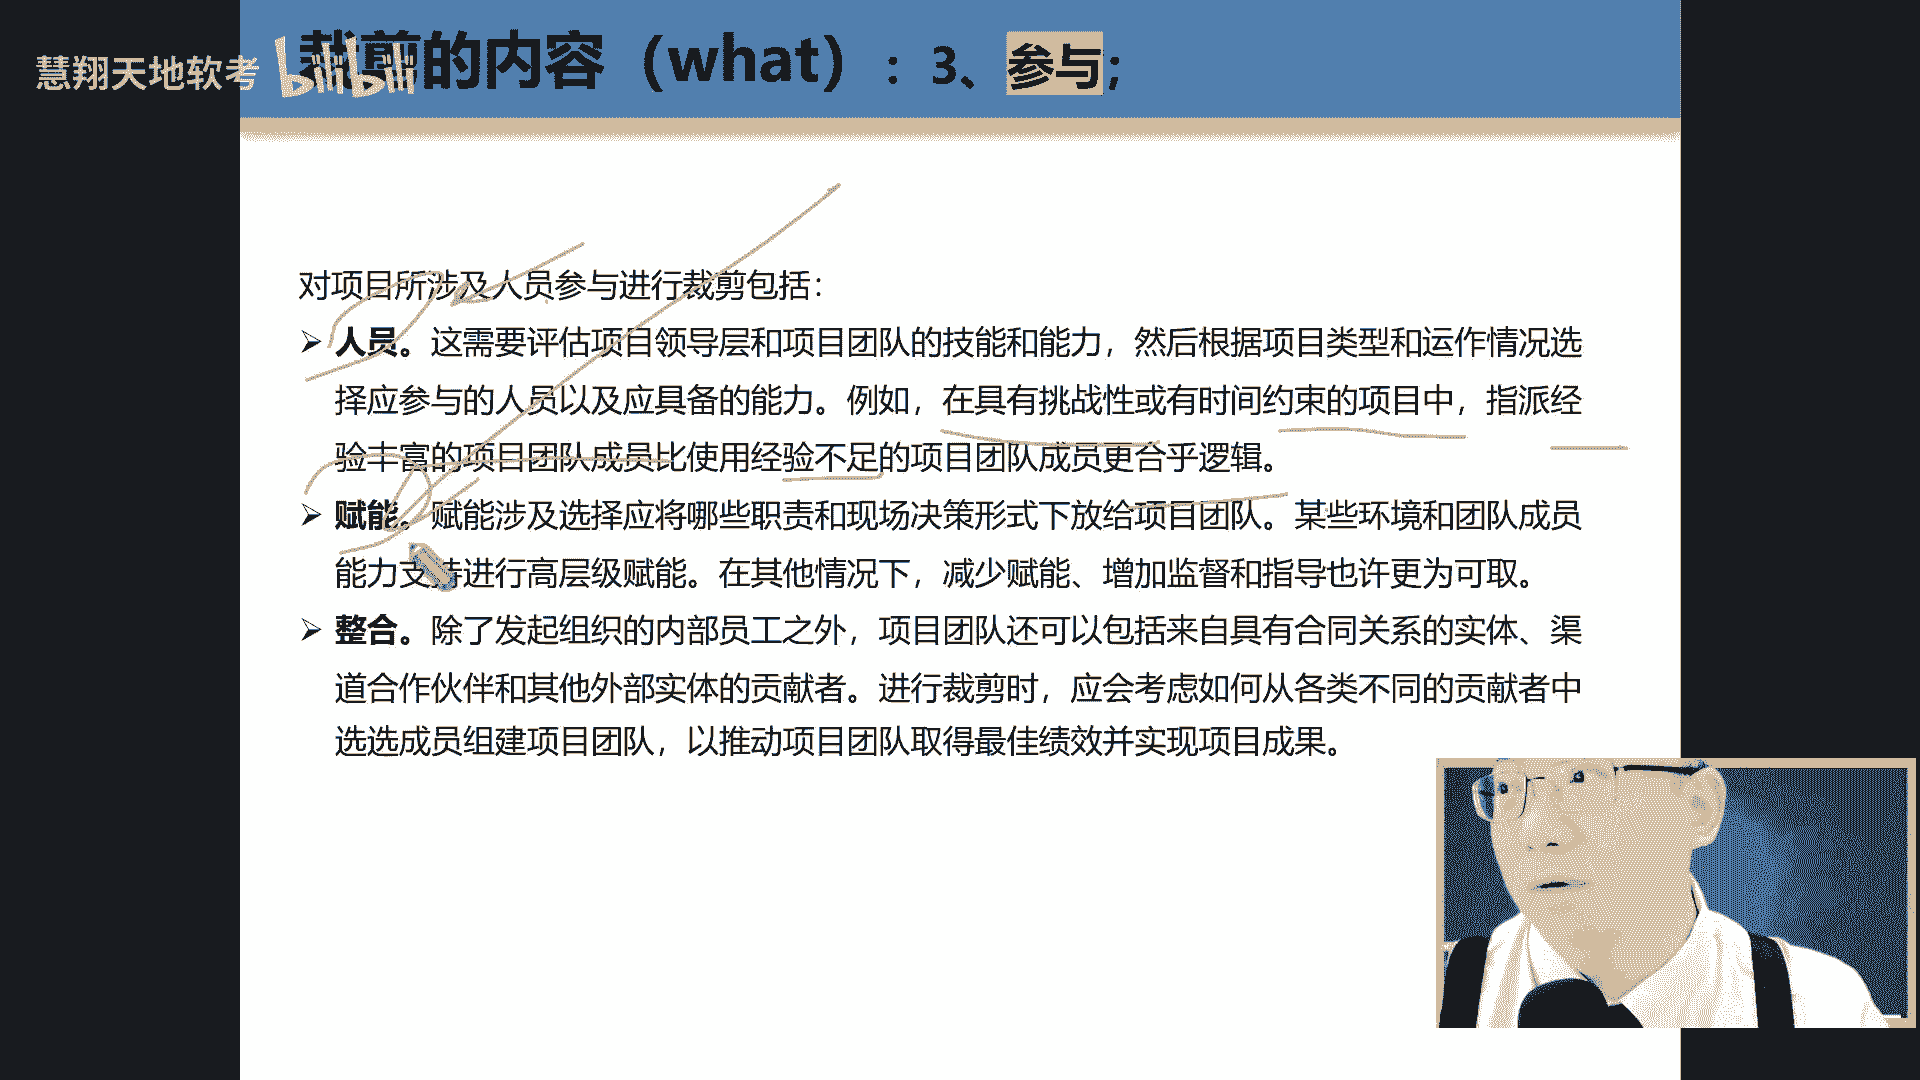 慧翔天地软考
bilibili
裁剪的内容（what）：3、参与；
对项目所涉及人员参与进行裁剪包括：
➢ 人员。这需要评估项目领导层和项目团队的技能和能力，然后根据项目类型和运作情况选
择应参与的人员以及应具备的能力。例如，在具有挑战性或有时间约束的项目中，指派经
验丰富的项目团队成员比使用经验不足的项目团队成员更合乎逻辑。
➢ 赋能。赋能涉及选择应将哪些职责和现场决策形式下放给项目团队。某些环境和团队成员
能力支持进行高层级赋能。在其他情况下，减少赋能、增加监督和指导也许更为可取。
➢ 整合。除了发起组织的内部员工之外，项目团队还可以包括来自具有合同关系的实体、渠
道合作伙伴和其他外部实体的贡献者。进行裁剪时，应会考虑如何从各类不同的贡献者中
选选成员组建项目团队，以推动项目团队取得最佳绩效并实现项目成果。